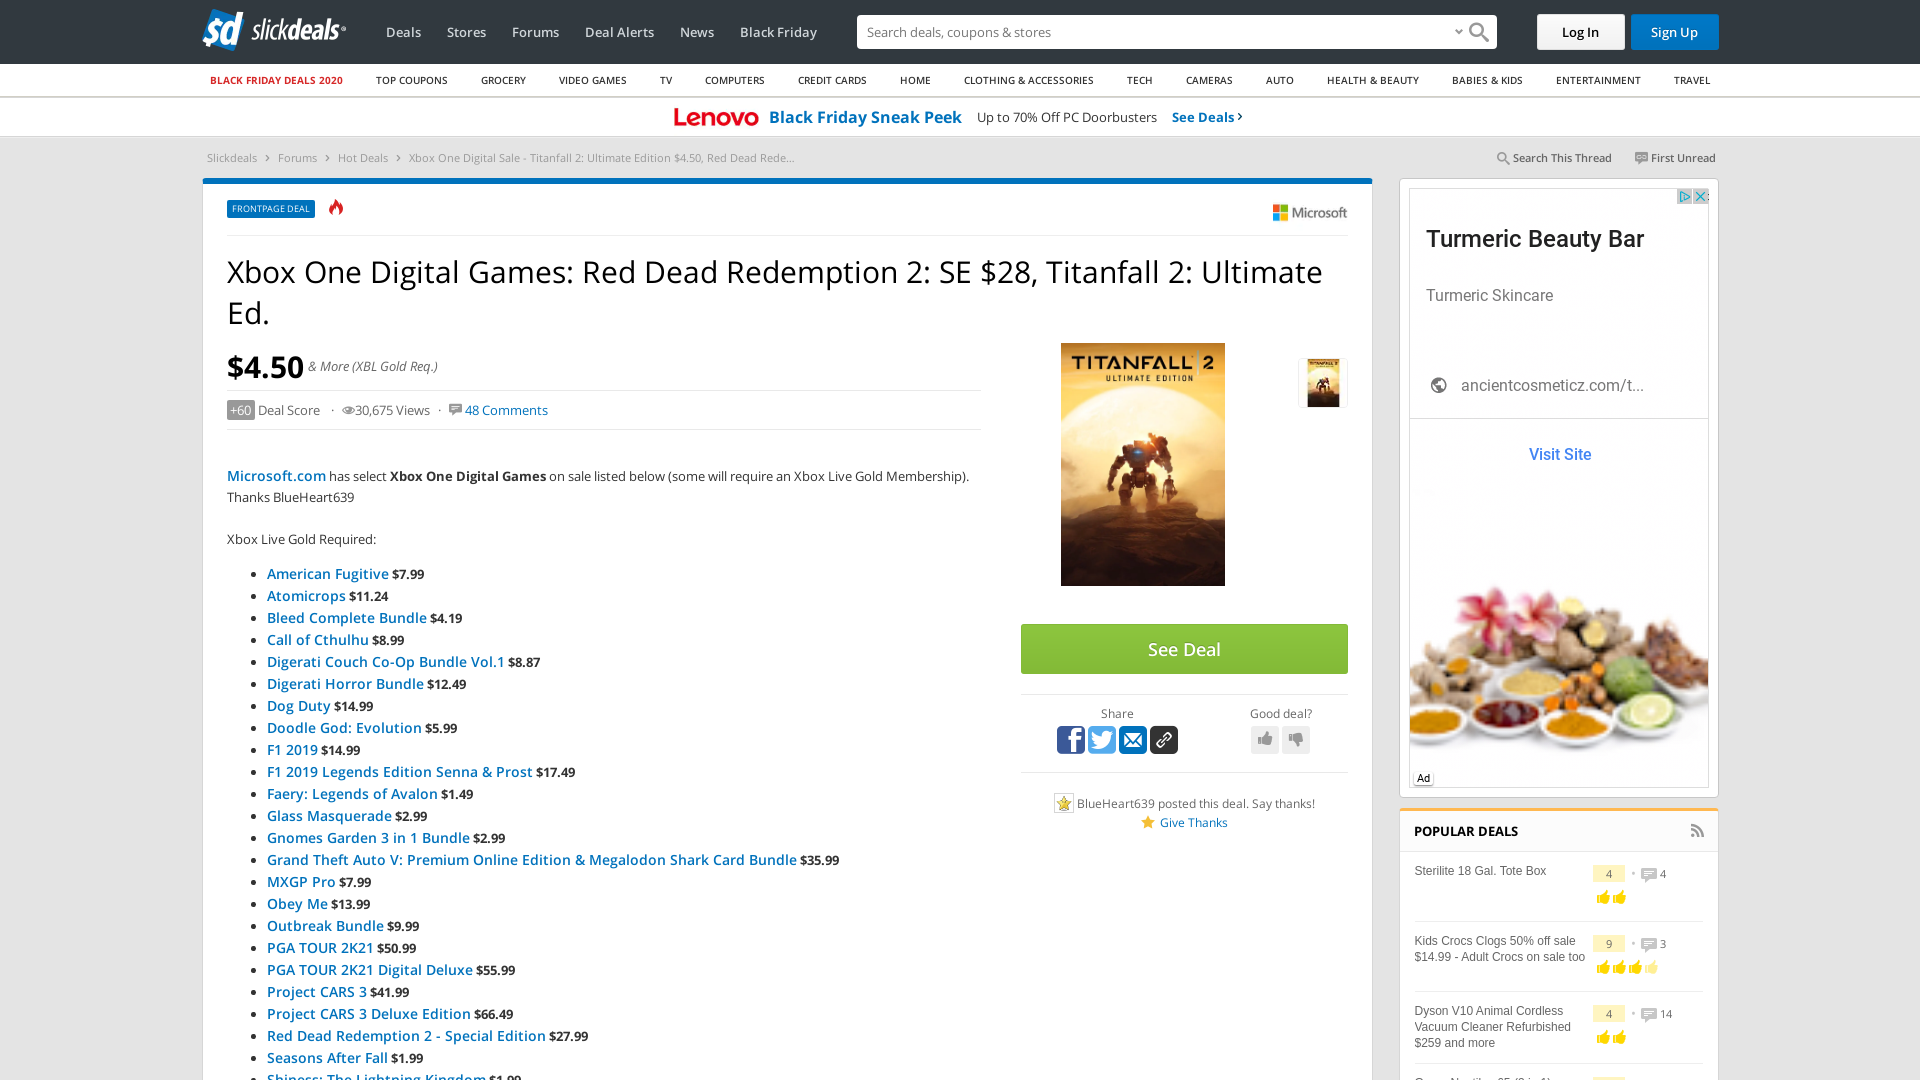 sd slickdeals
Deals Stores Forums Deal Alerts News Black Friday
Search deals, coupons & stores
Log In
Sign Up
BLACK FRIDAY DEALS 2020 TOP COUPONS GROCERY VIDEO GAMES TV COMPUTERS CREDIT CARDS HOME CLOTHING & ACCESSORIES TECH CAMERAS AUTO HEALTH & BEAUTY BABIES & KIDS ENTERTAINMENT TRAVEL
Lenovo Black Friday Sneak Peek Up to 70% Off PC Doorbusters See Deals
Slickdeals > Forums > Hot Deals > Xbox One Digital Sale - Titanfall 2: Ultimate Edition $4.50, Red Dead Rede...
Search This Thread First Unread
FRONTPAGE DEAL
Microsoft
Xbox One Digital Games: Red Dead Redemption 2: SE $28, Titanfall 2: Ultimate
Ed.
$4.50 & More (XBL Gold Req.)
+60 Deal Score · 30,675 Views · 48 Comments
Microsoft.com has select Xbox One Digital Games on sale listed below (some will require an Xbox Live Gold Membership).
Thanks BlueHeart639
Xbox Live Gold Required:
American Fugitive $7.99
Atomicrops $11.24
Bleed Complete Bundle $4.19
Call of Cthulhu $8.99
Digerati Couch Co-Op Bundle Vol.1 $8.87
Digerati Horror Bundle $12.49
Dog Duty $14.99
Doodle God: Evolution $5.99
F1 2019 $14.99
F1 2019 Legends Edition Senna & Prost $17.49
Faery: Legends of Avalon $1.49
Glass Masquerade $2.99
Gnomes Garden 3 in 1 Bundle $2.99
Grand Theft Auto V: Premium Online Edition & Megalodon Shark Card Bundle $35.99
MXGP Pro $7.99
Obey Me $13.99
Outbreak Bundle $9.99
PGA TOUR 2K21 $50.99
PGA TOUR 2K21 Digital Deluxe $55.99
Project CARS 3 $41.99
Project CARS 3 Deluxe Edition $66.49
Red Dead Redemption 2 - Special Edition $27.99
Seasons After Fall $1.99
Shiness: The Lightning Kingdom $1.99
TITANFALL 2
ULTIMATE EDITION
See Deal
Share
Good deal?
BlueHeart639 posted this deal. Say thanks!
Give Thanks
Turmeric Beauty Bar
Turmeric Skincare
ancientcosmeticz.com/t...
Visit Site
Ad
POPULAR DEALS
Sterilite 18 Gal. Tote Box
4 · 4
Kids Crocs Clogs 50% off sale
$14.99 - Adult Crocs on sale too
9 · 3
Dyson V10 Animal Cordless
Vacuum Cleaner Refurbished
$259 and more
4 · 14